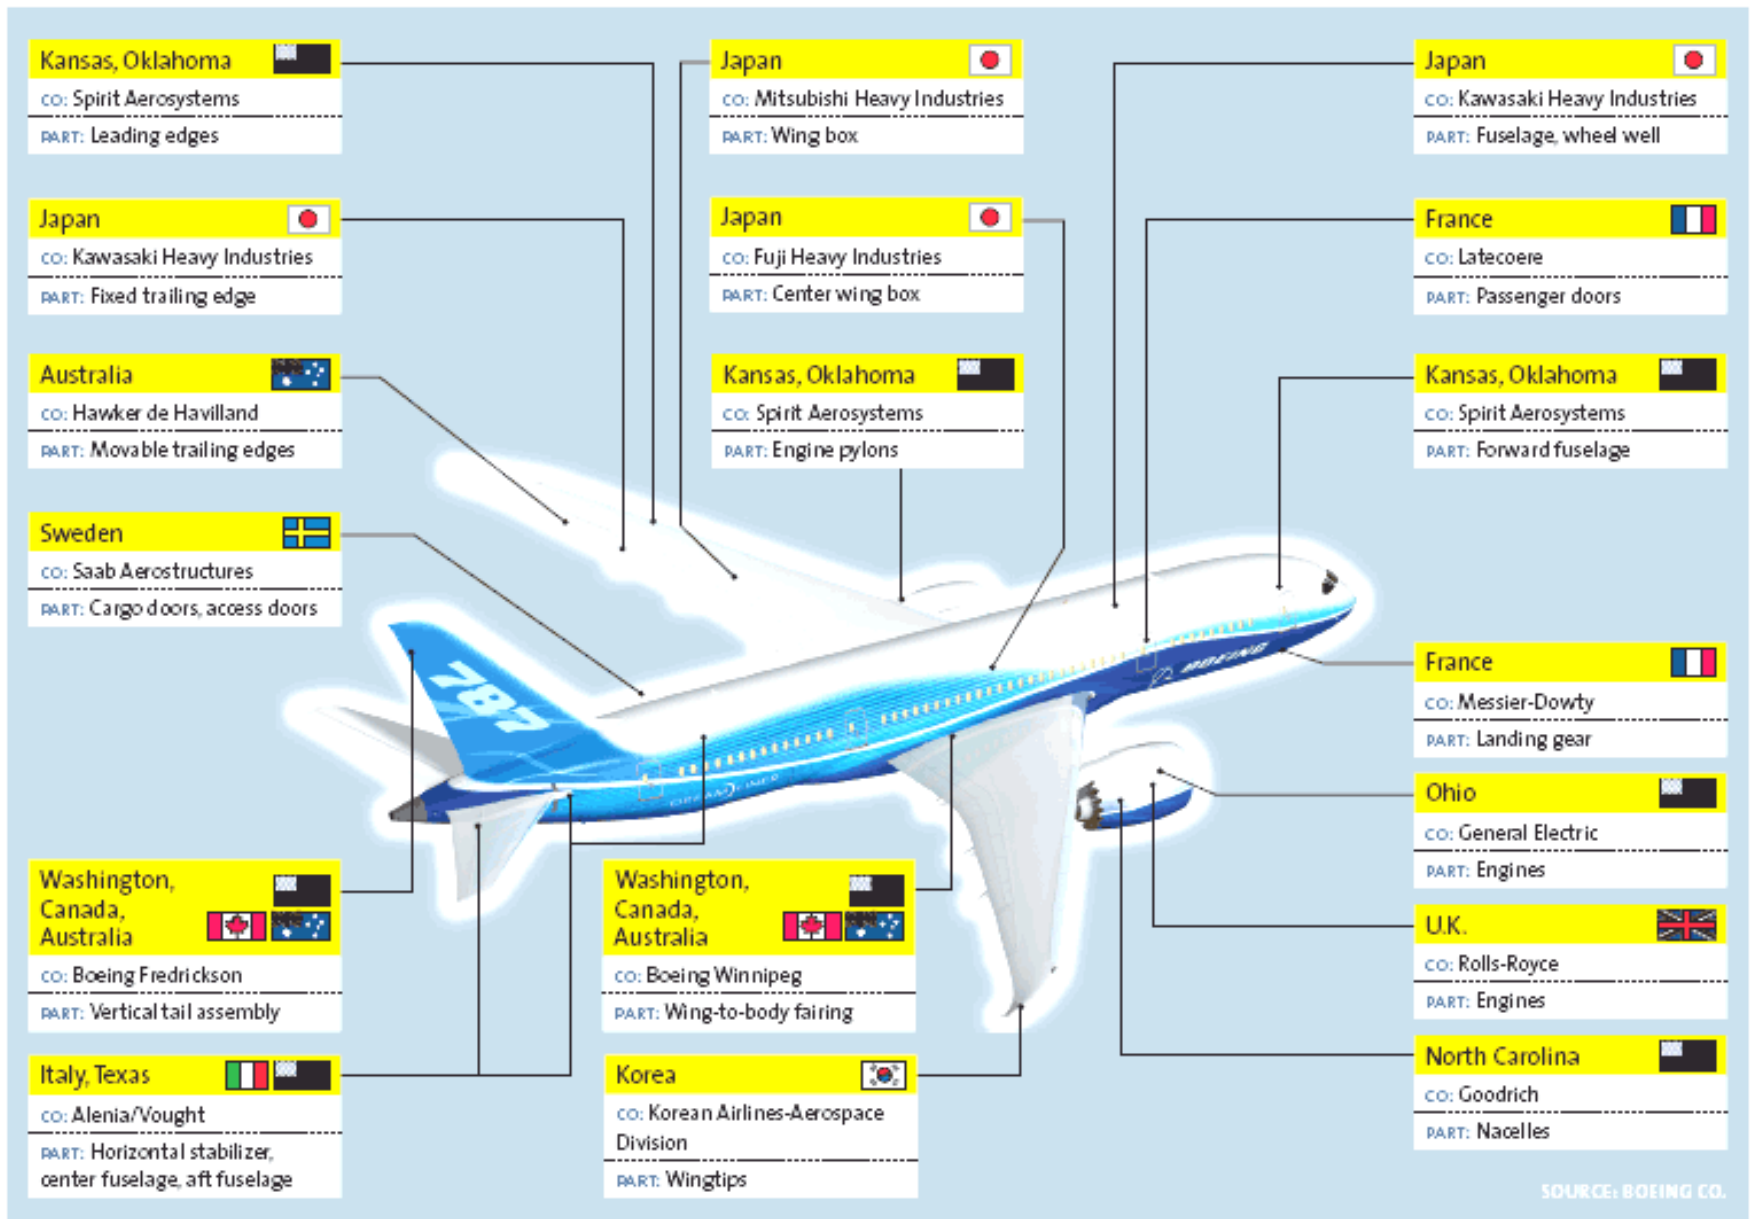 Kansas, Oklahoma
CO: Spirit Aerosystems
PART: Leading edges
Japan
CO: Kawasaki Heavy Industries
PART: Fixed trailing edge
Australia
CO: Hawker de Havilland
PART: Movable trailing edges
Sweden
CO: Saab Aerostructures
PART: Cargo doors, access doors
Japan
CO: Mitsubishi Heavy Industries
PART: Wing box
Japan
CO: Fuji Heavy Industries
PART: Center wing box
Kansas, Oklahoma
CO: Spirit Aerosystems
PART: Engine pylons
Japan
CO: Kawasaki Heavy Industries
PART: Fuselage, wheel well
France
CO: Latecoere
PART: Passenger doors
Kansas, Oklahoma
CO: Spirit Aerosystems
PART: Forward fuselage
787
DREAMLINER
BOEING
France
CO: Messier-Dowty
PART: Landing gear
Ohio
CO: General Electric
PART: Engines
U.K.
CO: Rolls-Royce
PART: Engines
North Carolina
CO: Goodrich
PART: Nacelles
Washington,
Canada,
Australia
CO: Boeing Fredrickson
PART: Vertical tail assembly
Italy, Texas
CO: Alenia/Vought
PART: Horizontal stabilizer,
center fuselage, aft fuselage
Washington,
Canada,
Australia
CO: Boeing Winnipeg
PART: Wing-to-body fairing
Korea
CO: Korean Airlines-Aerospace
Division
PART: Wingtips
SOURCE: BOEING CO.